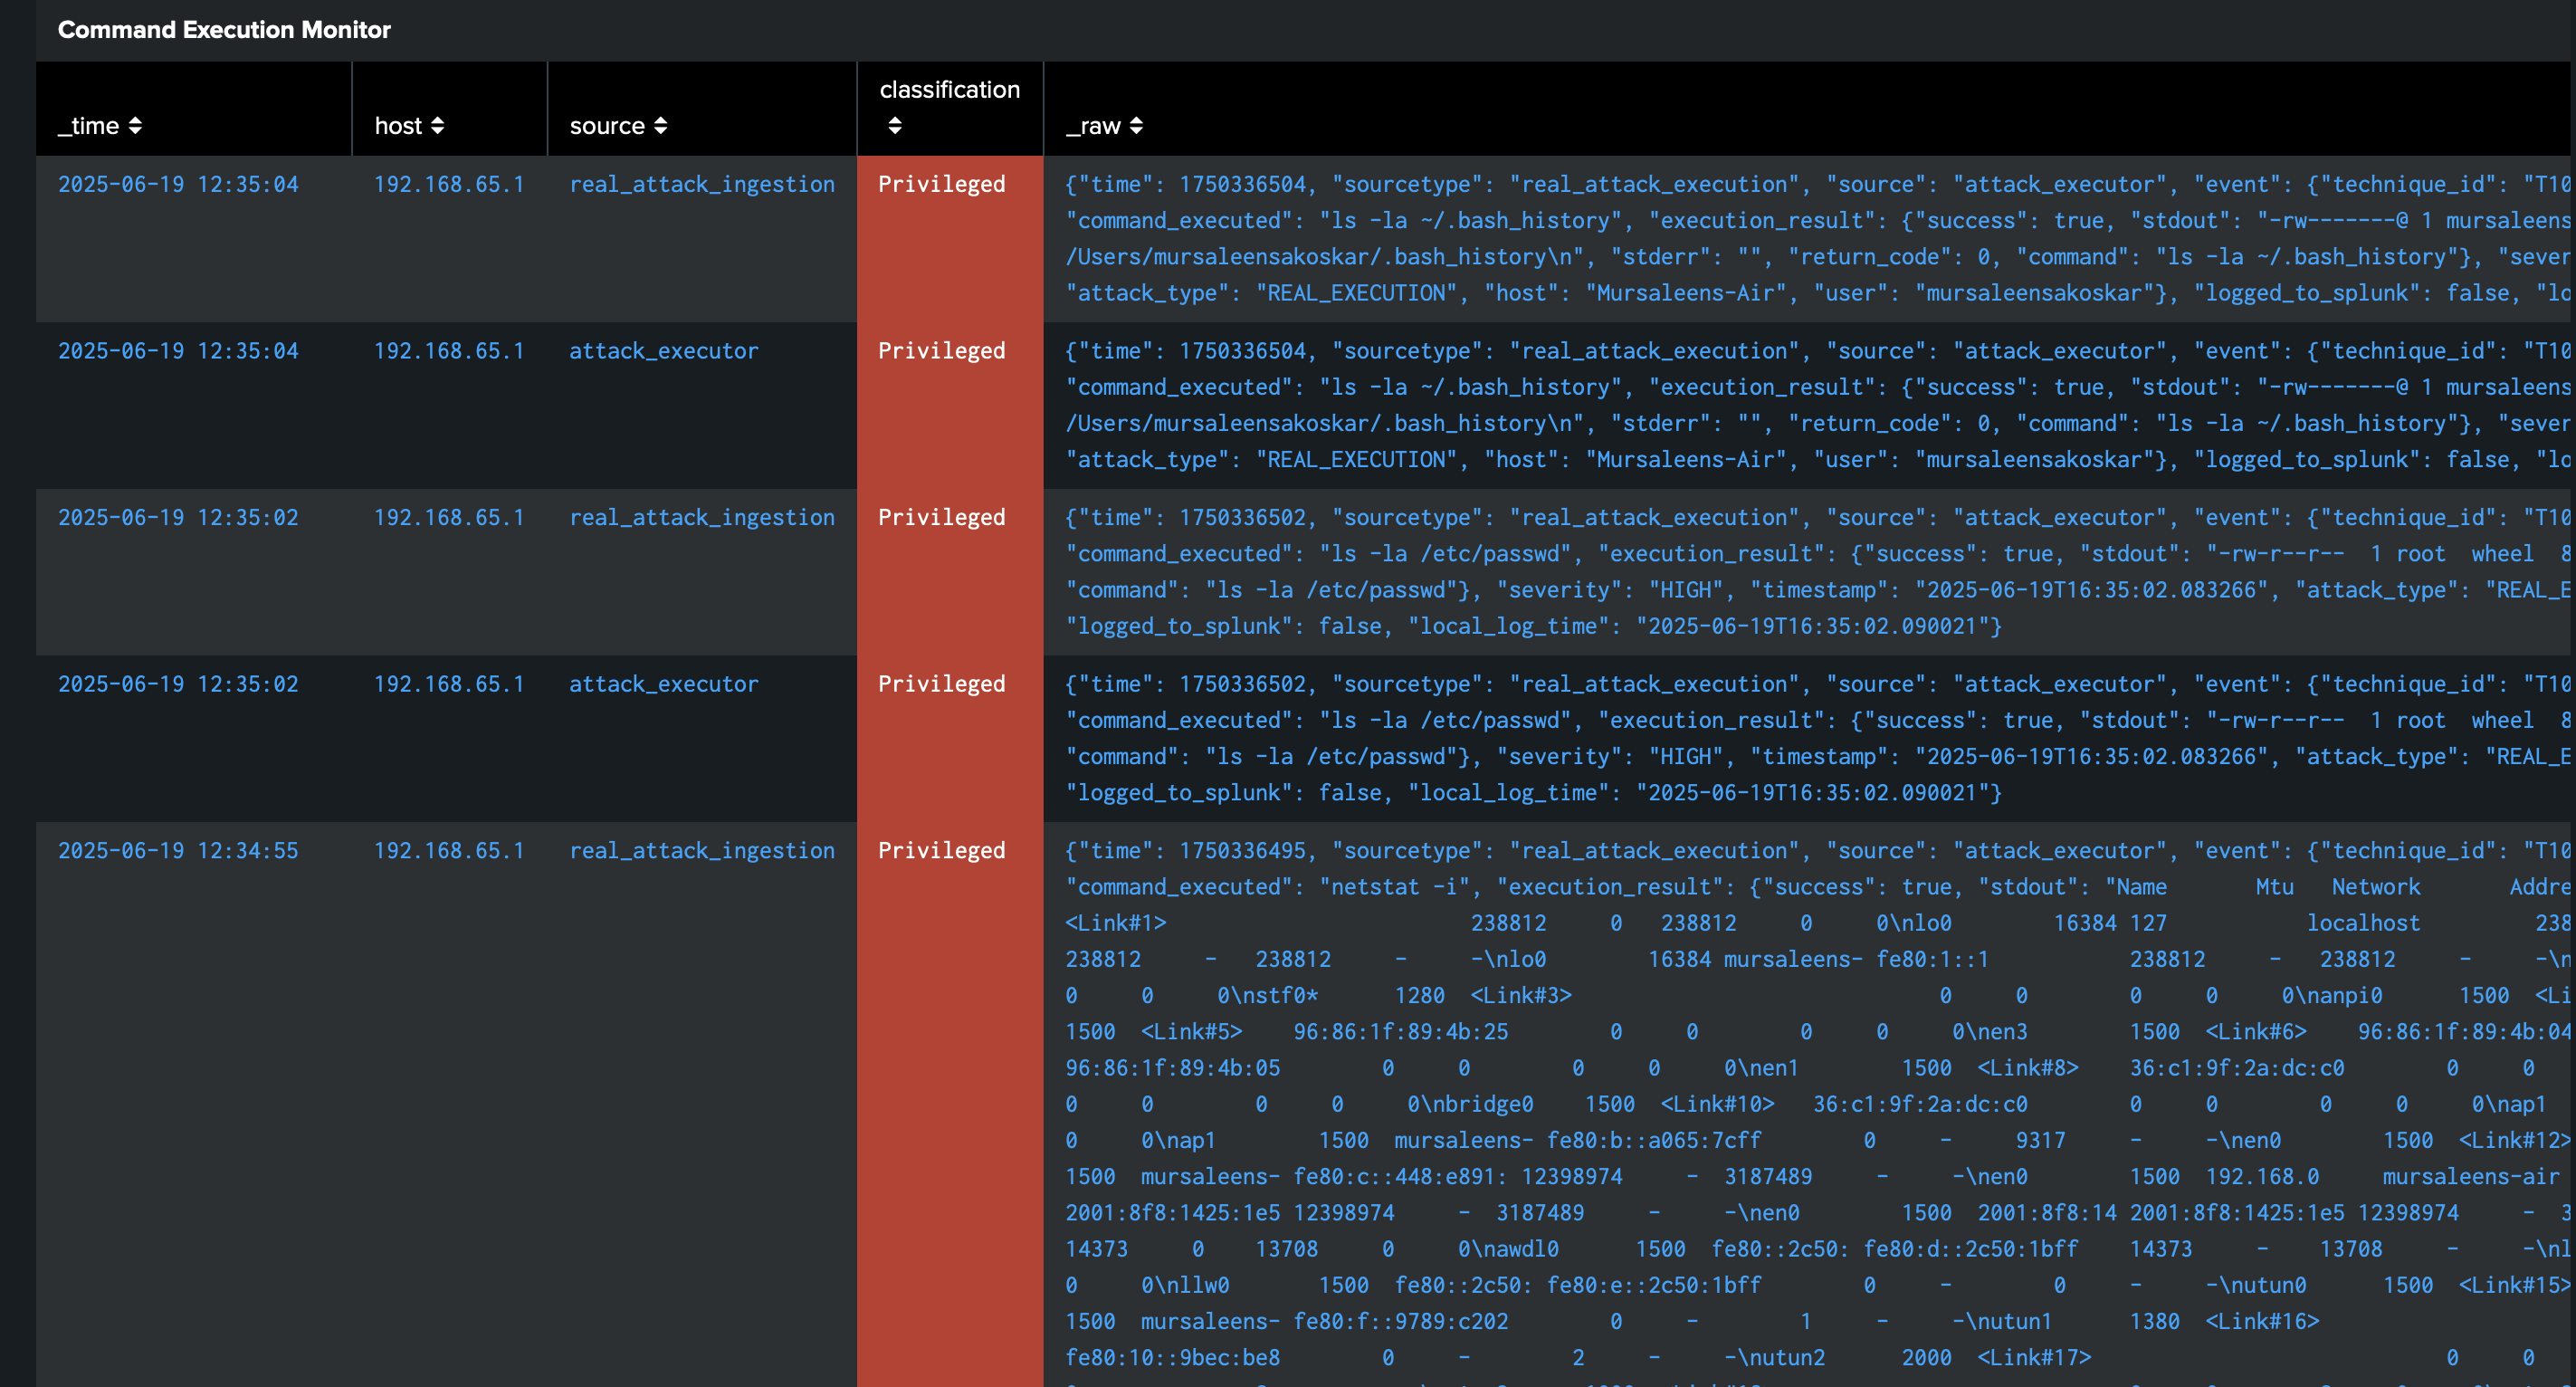 Command Execution Monitor
classification
_time host source _raw
2025-06-19 12:35:04 192.168.65.1 real_attack_ingestion Privileged {"time": 1750336504, "sourcetype": "real_attack_execution", "source": "attack_executor", "event": {"technique_id": "T10
"command_executed": "ls -la ~/.bash_history", "execution_result": {"success": true, "stdout": "-rw-------@ 1 mursaleens
/Users/mursaleensakoskar/.bash_history\n", "stderr": "", "return_code": 0, "command": "ls -la ~/.bash_history"}, "sever
"attack_type": "REAL_EXECUTION", "host": "Mursaleens-Air", "user": "mursaleensakoskar"}, "logged_to_splunk": false, "lo
2025-06-19 12:35:04 192.168.65.1 attack_executor Privileged {"time": 1750336504, "sourcetype": "real_attack_execution", "source": "attack_executor", "event": {"technique_id": "T10
"command_executed": "ls -la ~/.bash_history", "execution_result": {"success": true, "stdout": "-rw-------@ 1 mursaleens
/Users/mursaleensakoskar/.bash_history\n", "stderr": "", "return_code": 0, "command": "ls -la ~/.bash_history"}, "sever
"attack_type": "REAL_EXECUTION", "host": "Mursaleens-Air", "user": "mursaleensakoskar"}, "logged_to_splunk": false, "lo
2025-06-19 12:35:02 192.168.65.1 real_attack_ingestion Privileged {"time": 1750336502, "sourcetype": "real_attack_execution", "source": "attack_executor", "event": {"technique_id": "T10
"command_executed": "ls -la /etc/passwd", "execution_result": {"success": true, "stdout": "-rw-r--r-- 1 root wheel 8
"command": "ls -la /etc/passwd"}, "severity": "HIGH", "timestamp": "2025-06-19T16:35:02.083266", "attack_type": "REAL_E
"logged_to_splunk": false, "local_log_time": "2025-06-19T16:35:02.090021"}
2025-06-19 12:35:02 192.168.65.1 attack_executor Privileged {"time": 1750336502, "sourcetype": "real_attack_execution", "source": "attack_executor", "event": {"technique_id": "T10
"command_executed": "ls -la /etc/passwd", "execution_result": {"success": true, "stdout": "-rw-r--r-- 1 root wheel 8
"command": "ls -la /etc/passwd"}, "severity": "HIGH", "timestamp": "2025-06-19T16:35:02.083266", "attack_type": "REAL_E
"logged_to_splunk": false, "local_log_time": "2025-06-19T16:35:02.090021"}
2025-06-19 12:34:55 192.168.65.1 real_attack_ingestion Privileged {"time": 1750336495, "sourcetype": "real_attack_execution", "source": "attack_executor", "event": {"technique_id": "T10
"command_executed": "netstat -i", "execution_result": {"success": true, "stdout": "Name Mtu Network Addre
<Link#1> 238812 0 238812 0 0\nlo0 16384 127 localhost 238
238812 - 238812 - -\nlo0 16384 mursaleens- fe80:1::1 238812 - 238812 - -\n
0 0 0\nstf0* 1280 <Link#3> 0 0 0 0 0\nanpi0 1500 <Li
1500 <Link#5> 96:86:1f:89:4b:25 0 0 0 0 0\nen3 1500 <Link#6> 96:86:1f:89:4b:04
96:86:1f:89:4b:05 0 0 0 0 0\nen1 1500 <Link#8> 36:c1:9f:2a:dc:c0 0 0
0 0 0 0 0\nbridge0 1500 <Link#10> 36:c1:9f:2a:dc:c0 0 0 0 0 0\nap1
0 0\nap1 1500 mursaleens- fe80:b::a065:7cff 0 - 9317 - -\nen0 1500 <Link#12>
1500 mursaleens- fe80:c::448:e891: 12398974 - 3187489 - -\nen0 1500 192.168.0 mursaleens-air
2001:8f8:1425:1e5 12398974 - 3187489 - -\nen0 1500 2001:8f8:14 2001:8f8:1425:1e5 12398974 - 3
14373 0 13708 0 0\nawdl0 1500 fe80::2c50: fe80:d::2c50:1bff 14373 - 13708 - -\nl
0 0\nllw0 1500 fe80::2c50: fe80:e::2c50:1bff 0 - 0 - -\nutun0 1500 <Link#15>
1500 mursaleens- fe80:f::9789:c202 0 - 1 - -\nutun1 1380 <Link#16>
fe80:10::9bec:be8 0 - 2 - -\nutun2 2000 <Link#17> 0 0